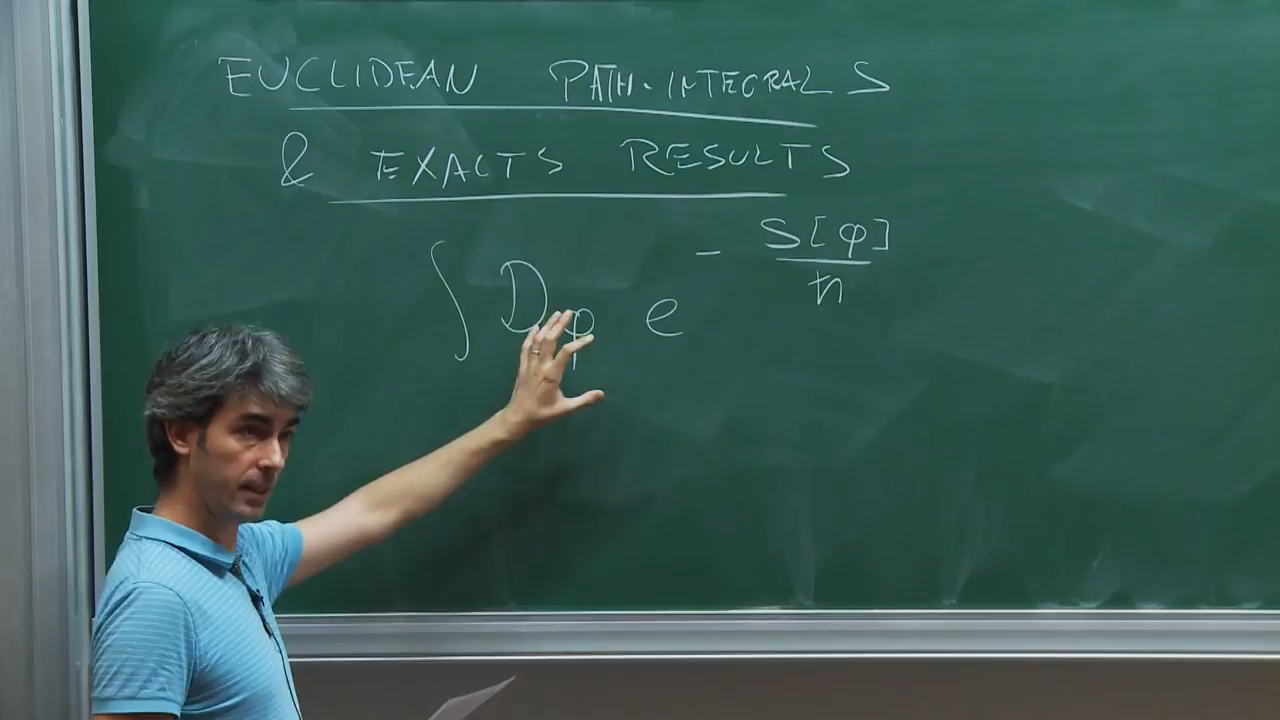 EUCLIDEAN PATH-INTEGRALS
& EXACTS RESULTS
∫ Dφ e^{- S[φ]/ħ}